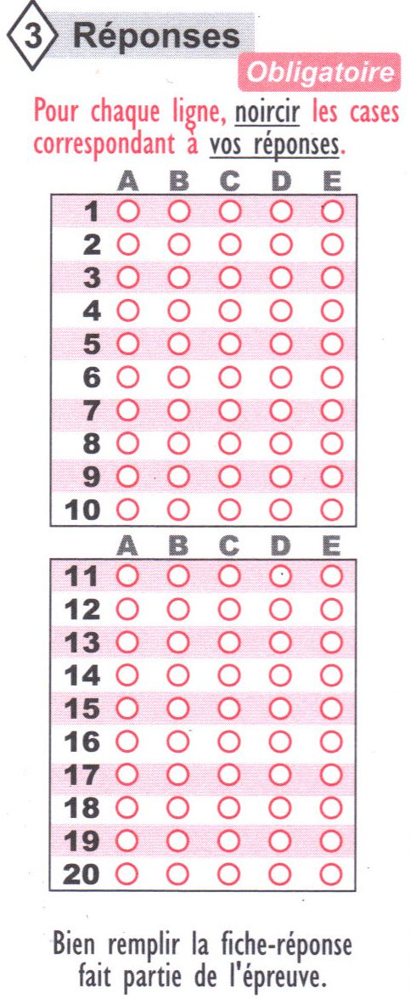 3 Réponses
Obligatoire
Pour chaque ligne, noircir les cases
correspondant à vos réponses.
A B C D E
1
2
3
4
5
6
7
8
9
10
A B C D E
11
12
13
14
15
16
17
18
19
20
Bien remplir la fiche-réponse
fait partie de l'épreuve.